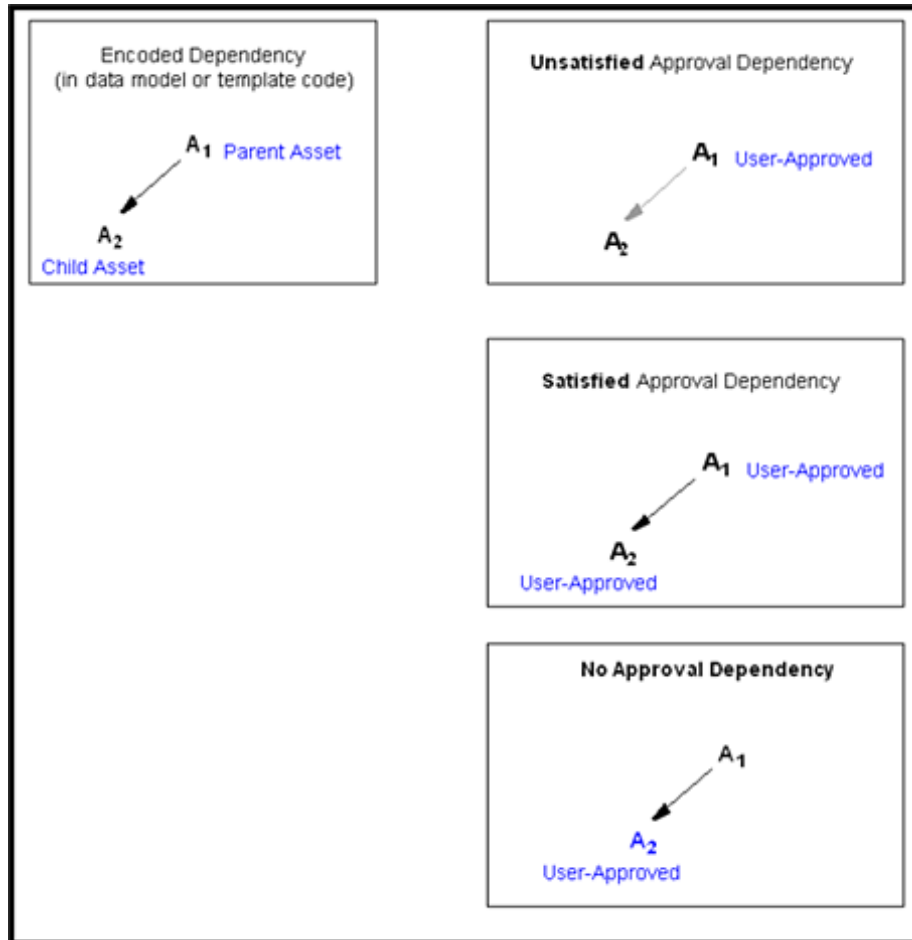 Encoded Dependency
(in data model or template code)
A1 Parent Asset
A2
Child Asset
Unsatisfied Approval Dependency
A1 User-Approved
A2
Satisfied Approval Dependency
A1 User-Approved
A2
User-Approved
No Approval Dependency
A1
A2
User-Approved